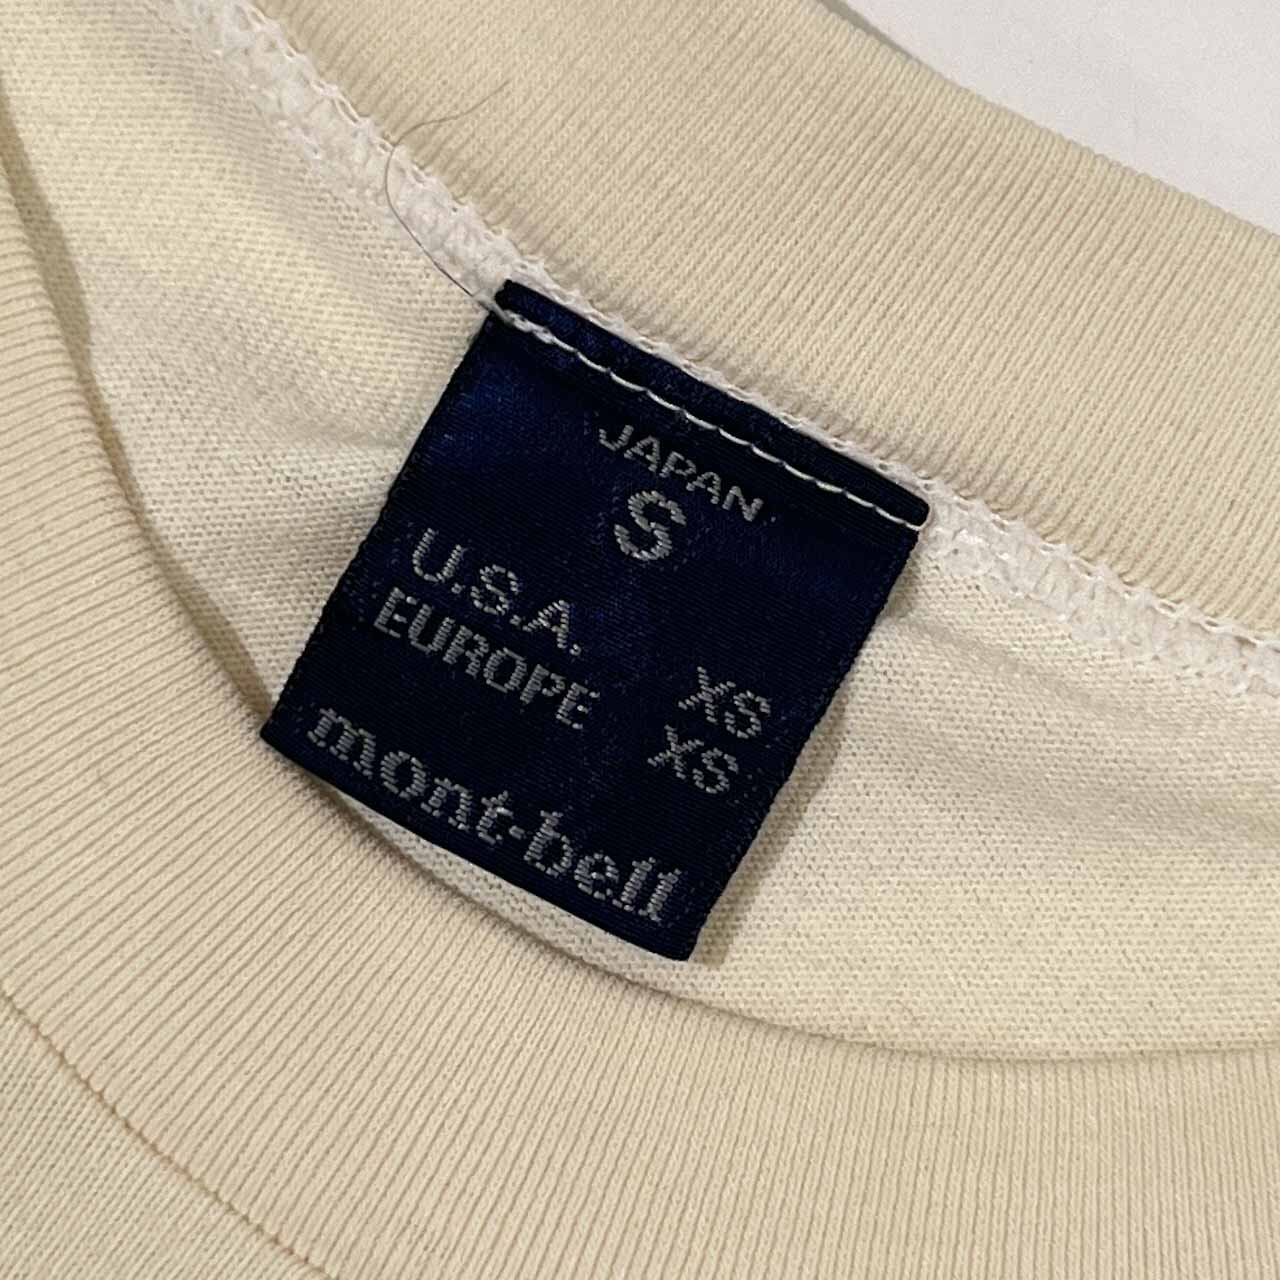 JAPAN
S
U.S.A. XS
EUROPE XS
mont-bell